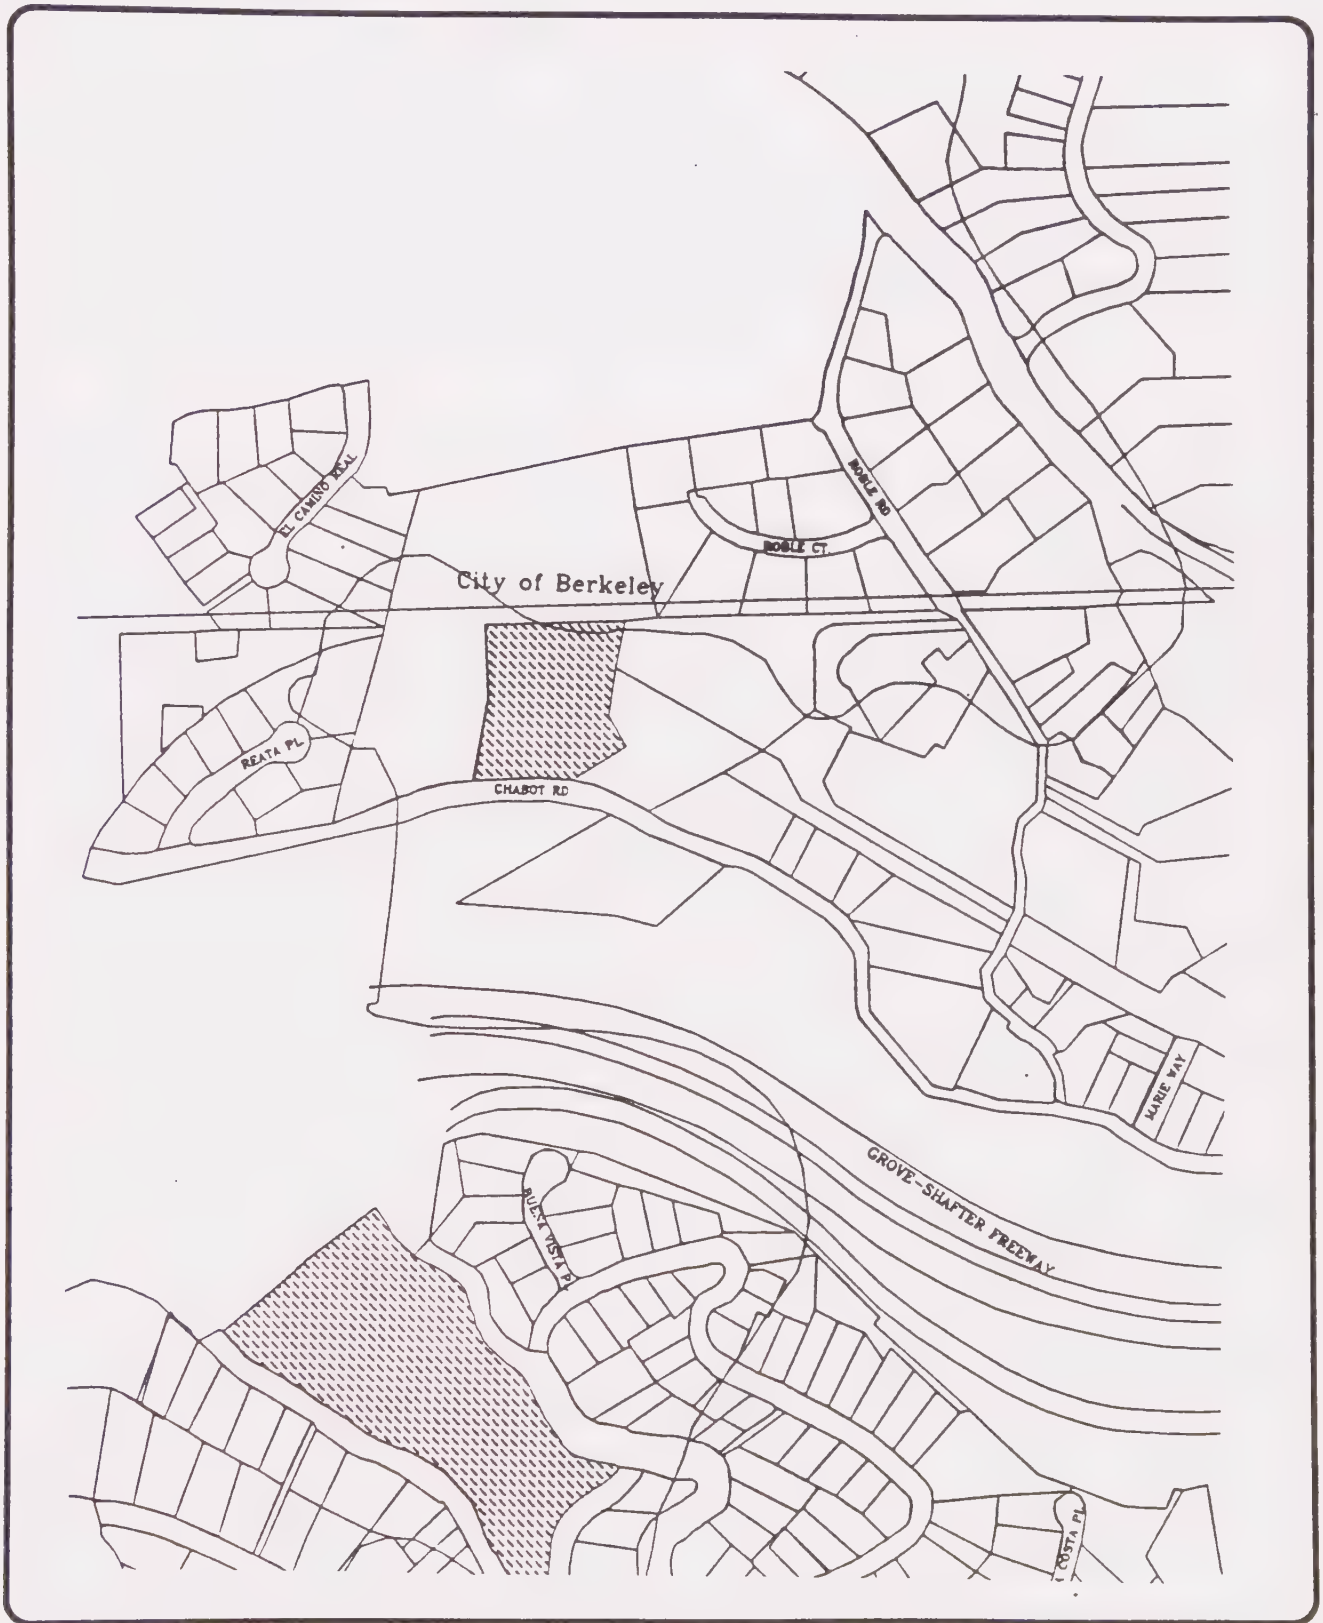 EL CAMINO REAL
ROBLE RD
ROBLE CT.
City of Berkeley
REATA PL
CHABOT RD
MARIE WAY
GROVE-SHAFTER FREEWAY
BUENA VISTA PL
COSTA PL